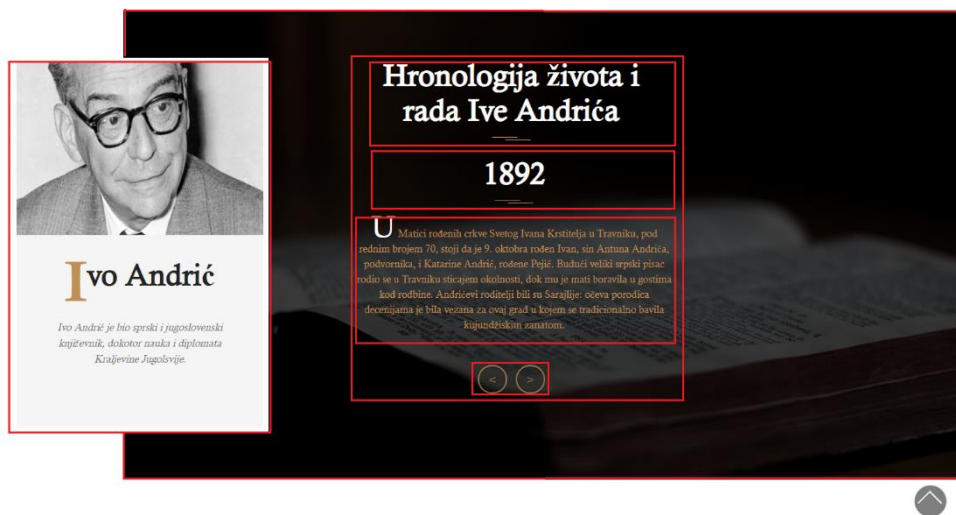 Hronologija života i
rada Ive Andrića
1892
U Matici rođenih crkve Svetog Ivana Krstitelja u Travniku, pod
rednim brojem 70, stoji da je 9. oktobra rođen Ivan, sin Antuna Andrića,
podvornika, i Katarine Andrić, rođene Pejić. Budući veliki srpski pisac
rodio se u Travniku sticajem okolnosti, dok mu je mati boravila u gostima
kod rodbine. Andrićevi roditelji bili su Sarajlije: očeva porodica
decenijama je bila vezana za ovaj grad u kojem se tradicionalno bavila
kujundžiskim zanatom.
< >
Ivo Andrić
Ivo Andrić je bio sprski i jugoslovenski
književnik, dokotor nauka i diplomata
Kraljevine Jugolsvije.